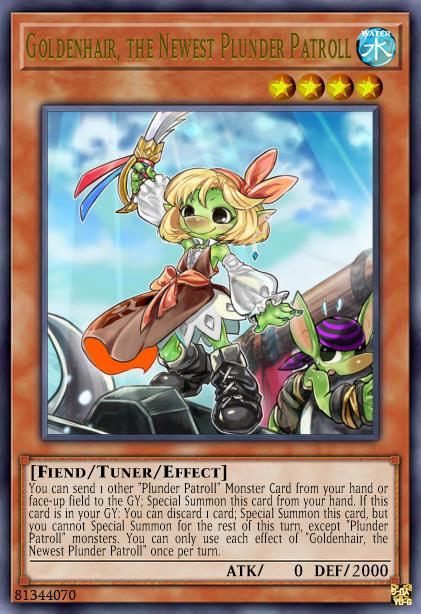 Goldenhair, the Newest Plunder Patroll
WATER
水
[Fiend/Tuner/Effect]
You can send 1 other "Plunder Patroll" Monster Card from your hand or
face-up field to the GY; Special Summon this card from your hand. If this
card is in your GY: You can discard 1 card; Special Summon this card, but
you cannot Special Summon for the rest of this turn, except "Plunder
Patroll" monsters. You can only use each effect of "Goldenhair, the
Newest Plunder Patroll" once per turn.
ATK/ 0 DEF/2000
81344070